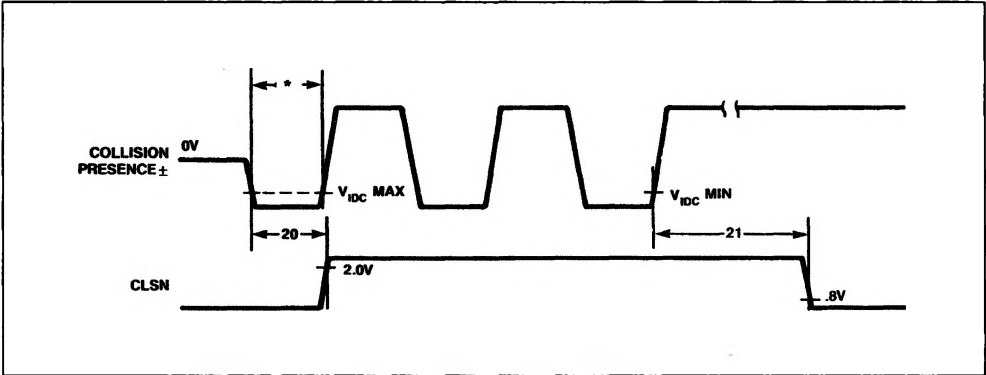 *
0V
COLLISION
PRESENCE ±
V_IDC MAX
V_IDC MIN
20
21
2.0V
CLSN
.8V